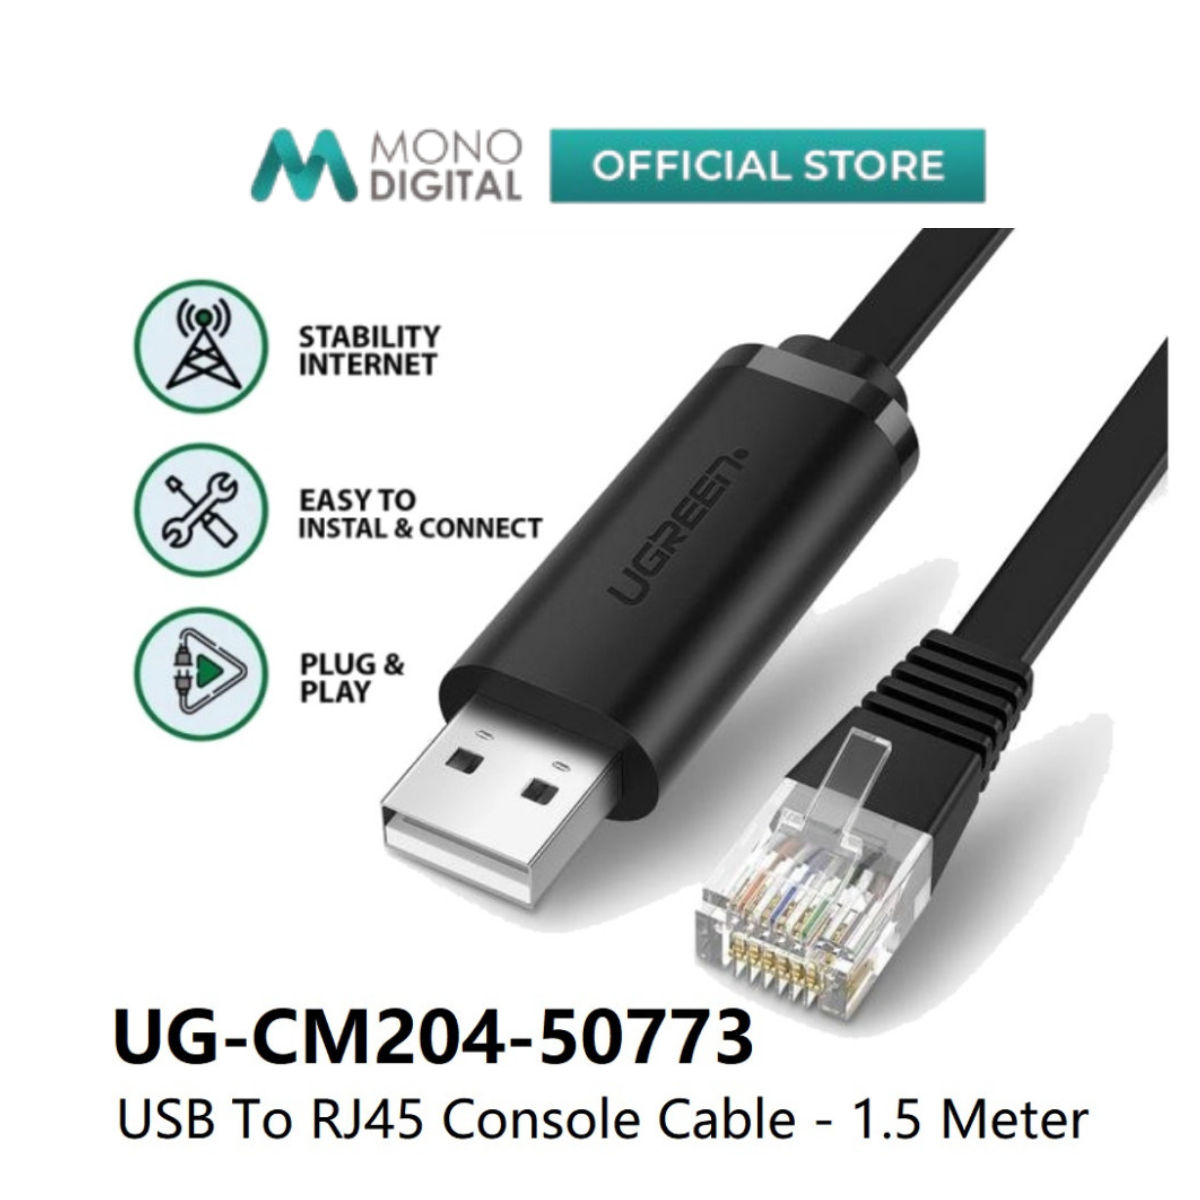 MONO
DIGITAL
OFFICIAL STORE
STABILITY
INTERNET
EASY TO
INSTAL & CONNECT
PLUG &
PLAY
UGREEN
UG-CM204-50773
USB To RJ45 Console Cable - 1.5 Meter